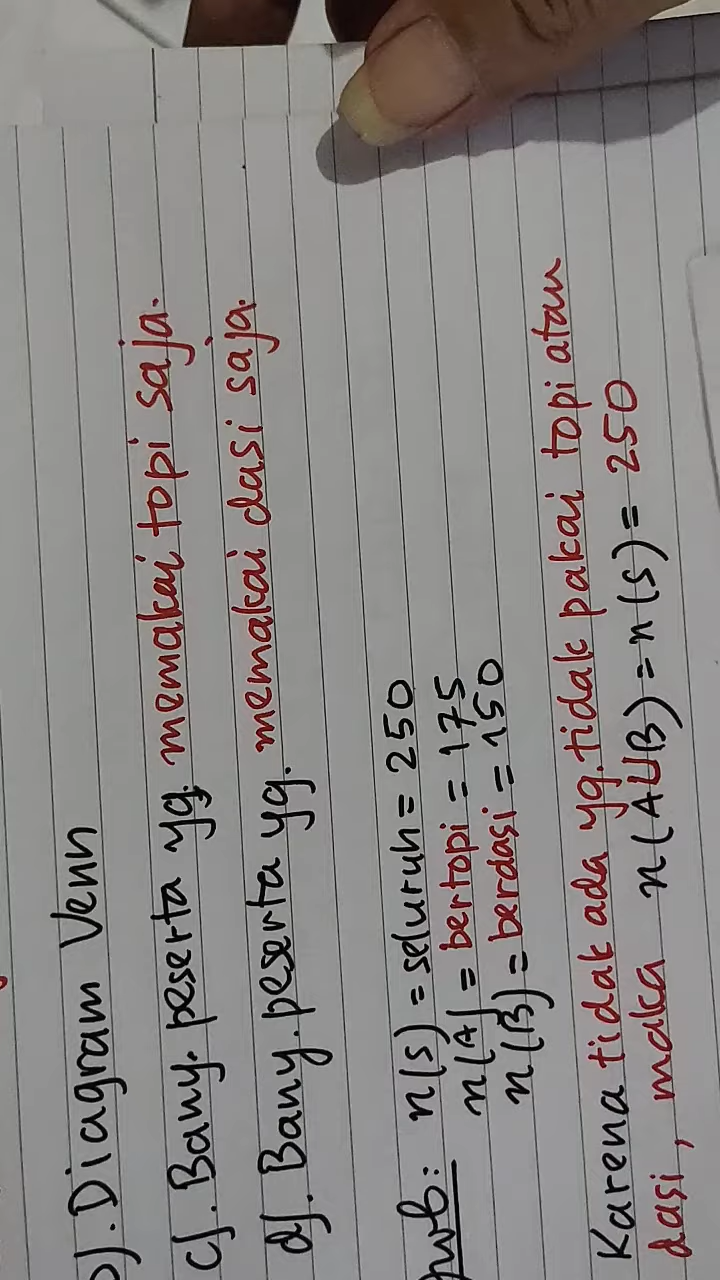 b). Diagram Venn
c). Bany. peserta yg. memakai topi saja.
d). Bany. peserta yg. memakai dasi saja.
Jwb: n(S) = seluruh = 250
n(A) = bertopi = 175
n(B) = berdasi = 150
Karena tidak ada yg. tidak pakai topi atau
dasi, maka n(A∪B) = n(S) = 250